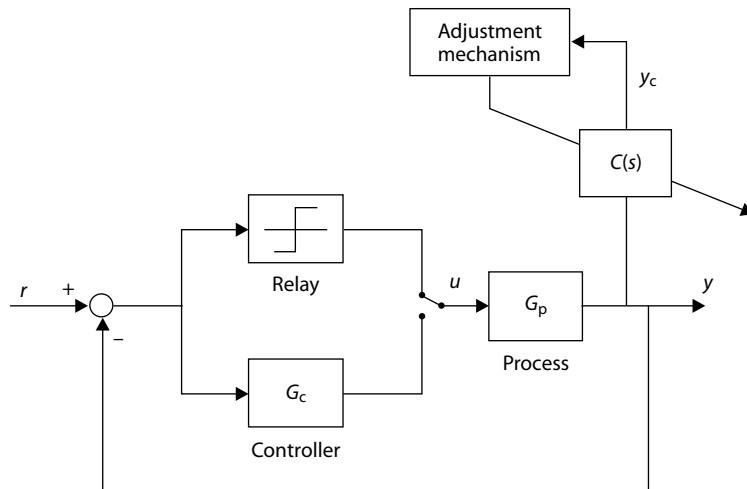 Adjustment
mechanism
y_c
C(s)
Relay
r
+
−
u
G_p
y
Process
G_c
Controller